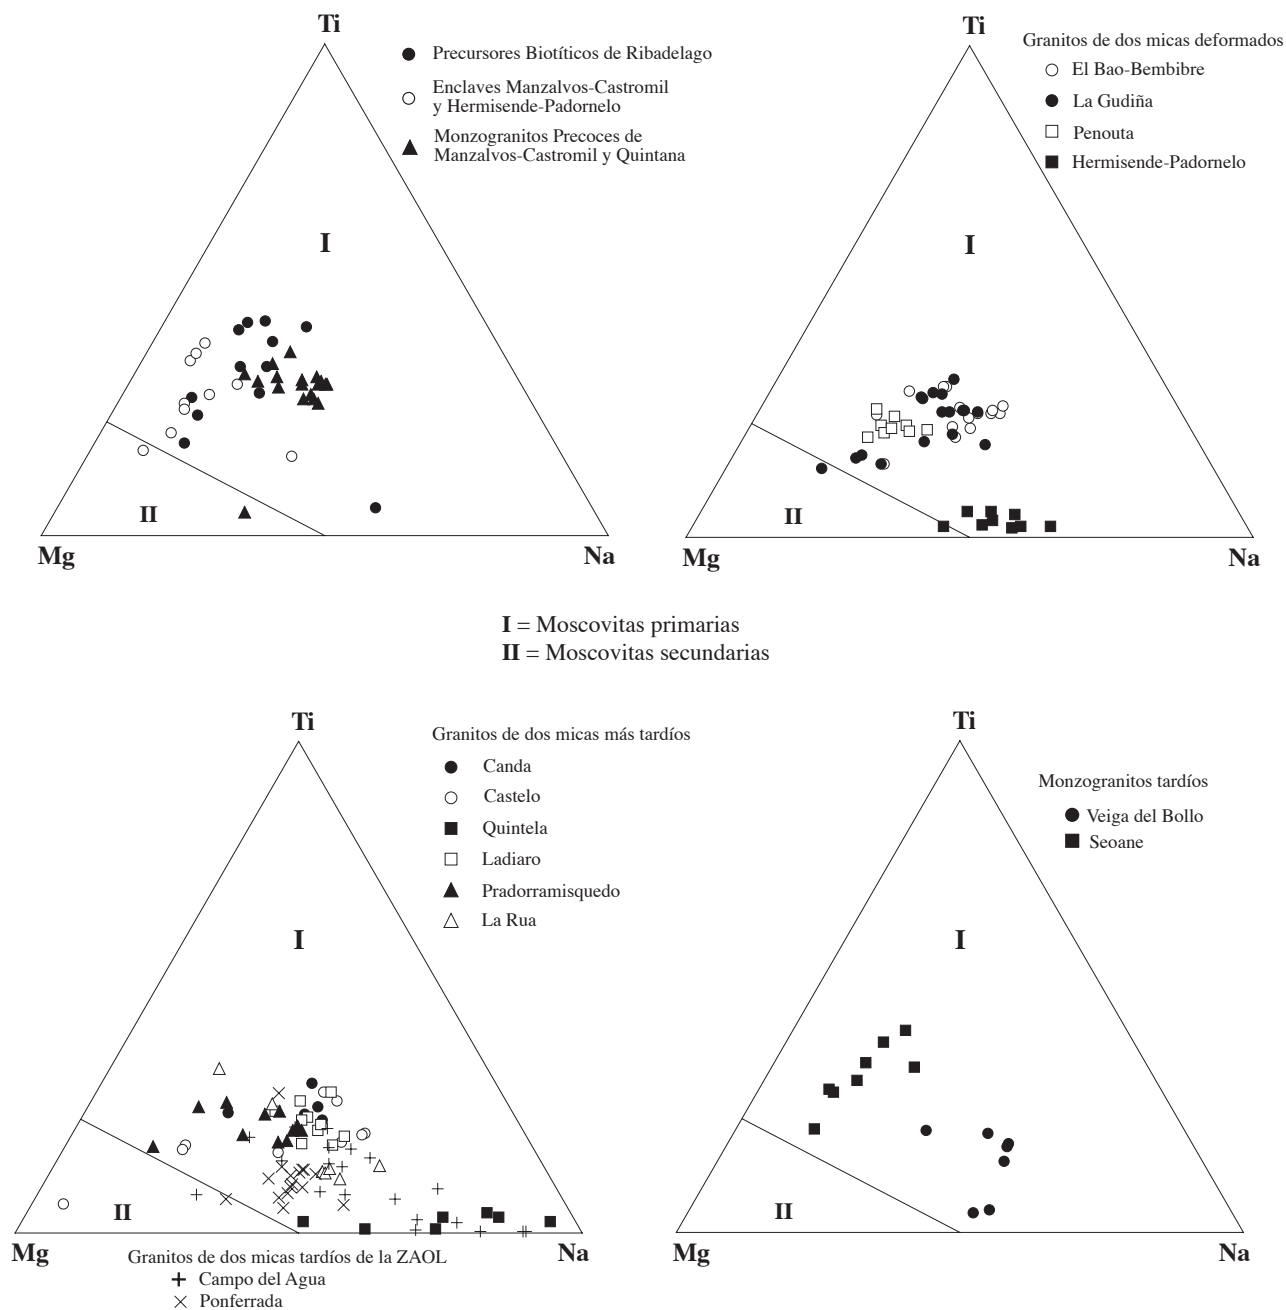 Ti
Precursores Biotíticos de Ribadelago
Enclaves Manzalvos-Castromil
y Hermisende-Padornelo
Monzogranitos Precoces de
Manzalvos-Castromil y Quintana
I
II
Mg
Na
Ti
Granitos de dos micas deformados
El Bao-Bembibre
La Gudiña
Penouta
Hermisende-Padornelo
I
II
Mg
Na
I = Moscovitas primarias
II = Moscovitas secundarias
Ti
Granitos de dos micas más tardíos
Canda
Castelo
Quintela
Ladiaro
Pradorramisquedo
La Rua
I
II
Mg
Na
Granitos de dos micas tardíos de la ZAOL
Campo del Agua
Ponferrada
Ti
Monzogranitos tardíos
Veiga del Bollo
Seoane
I
II
Mg
Na